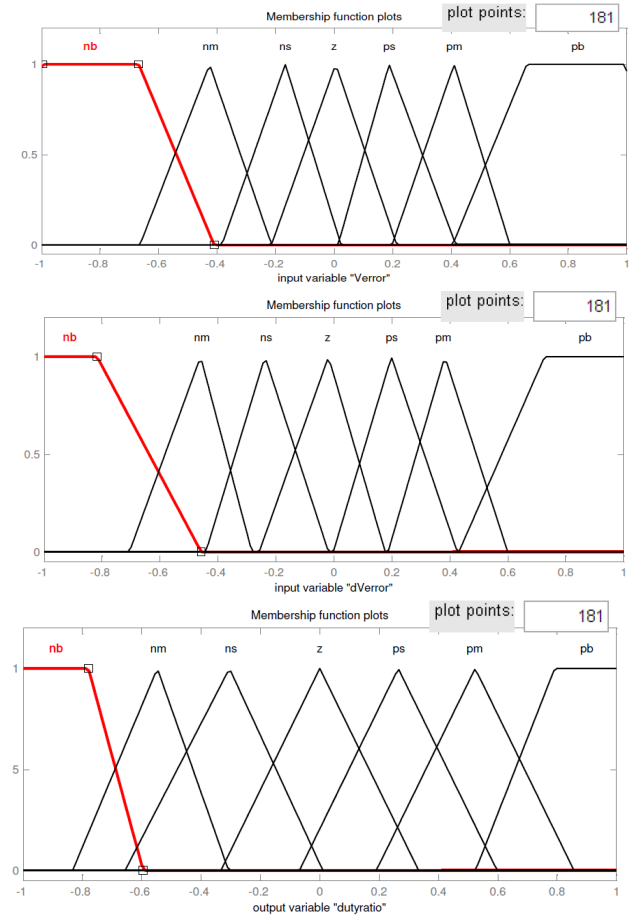 Membership function plots plot points: 181
nb nm ns z ps pm pb
1
0.5
0
-1 -0.8 -0.6 -0.4 -0.2 0 0.2 0.4 0.6 0.8 1
input variable "Verror"
Membership function plots plot points: 181
nb nm ns z ps pm pb
1
0.5
0
-1 -0.8 -0.6 -0.4 -0.2 0 0.2 0.4 0.6 0.8 1
input variable "dVerror"
Membership function plots plot points: 181
nb nm ns z ps pm pb
1
5
0
-1 -0.8 -0.6 -0.4 -0.2 0 0.2 0.4 0.6 0.8 1
output variable "dutyratio"